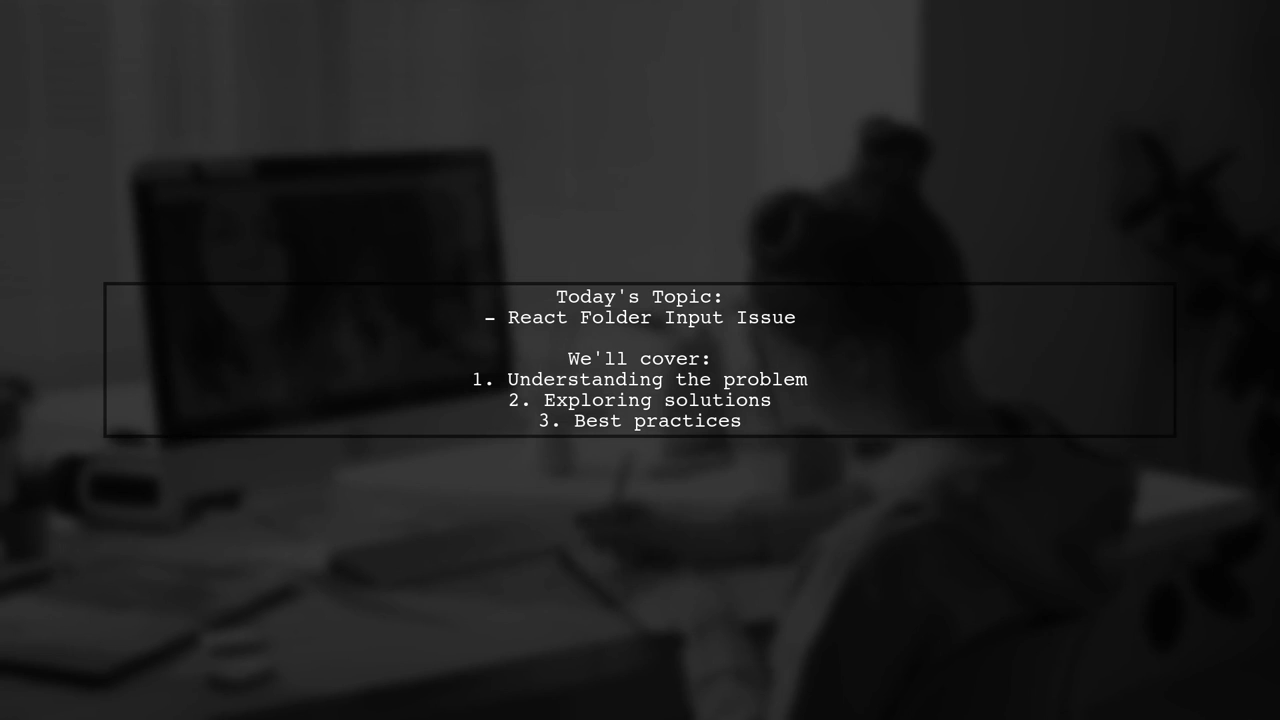 Today's Topic:
– React Folder Input Issue
We'll cover:
1. Understanding the problem
2. Exploring solutions
3. Best practices